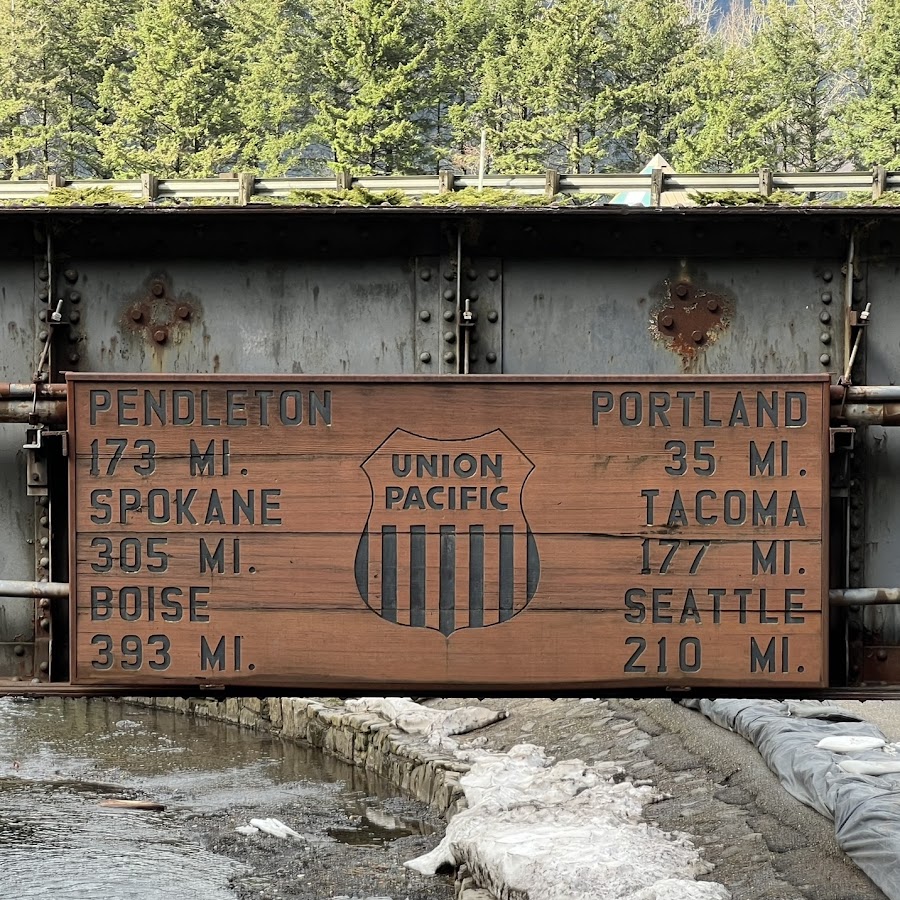 PENDLETON
173 MI.
SPOKANE
305 MI.
BOISE
393 MI.
UNION
PACIFIC
PORTLAND
35 MI.
TACOMA
177 MI.
SEATTLE
210 MI.